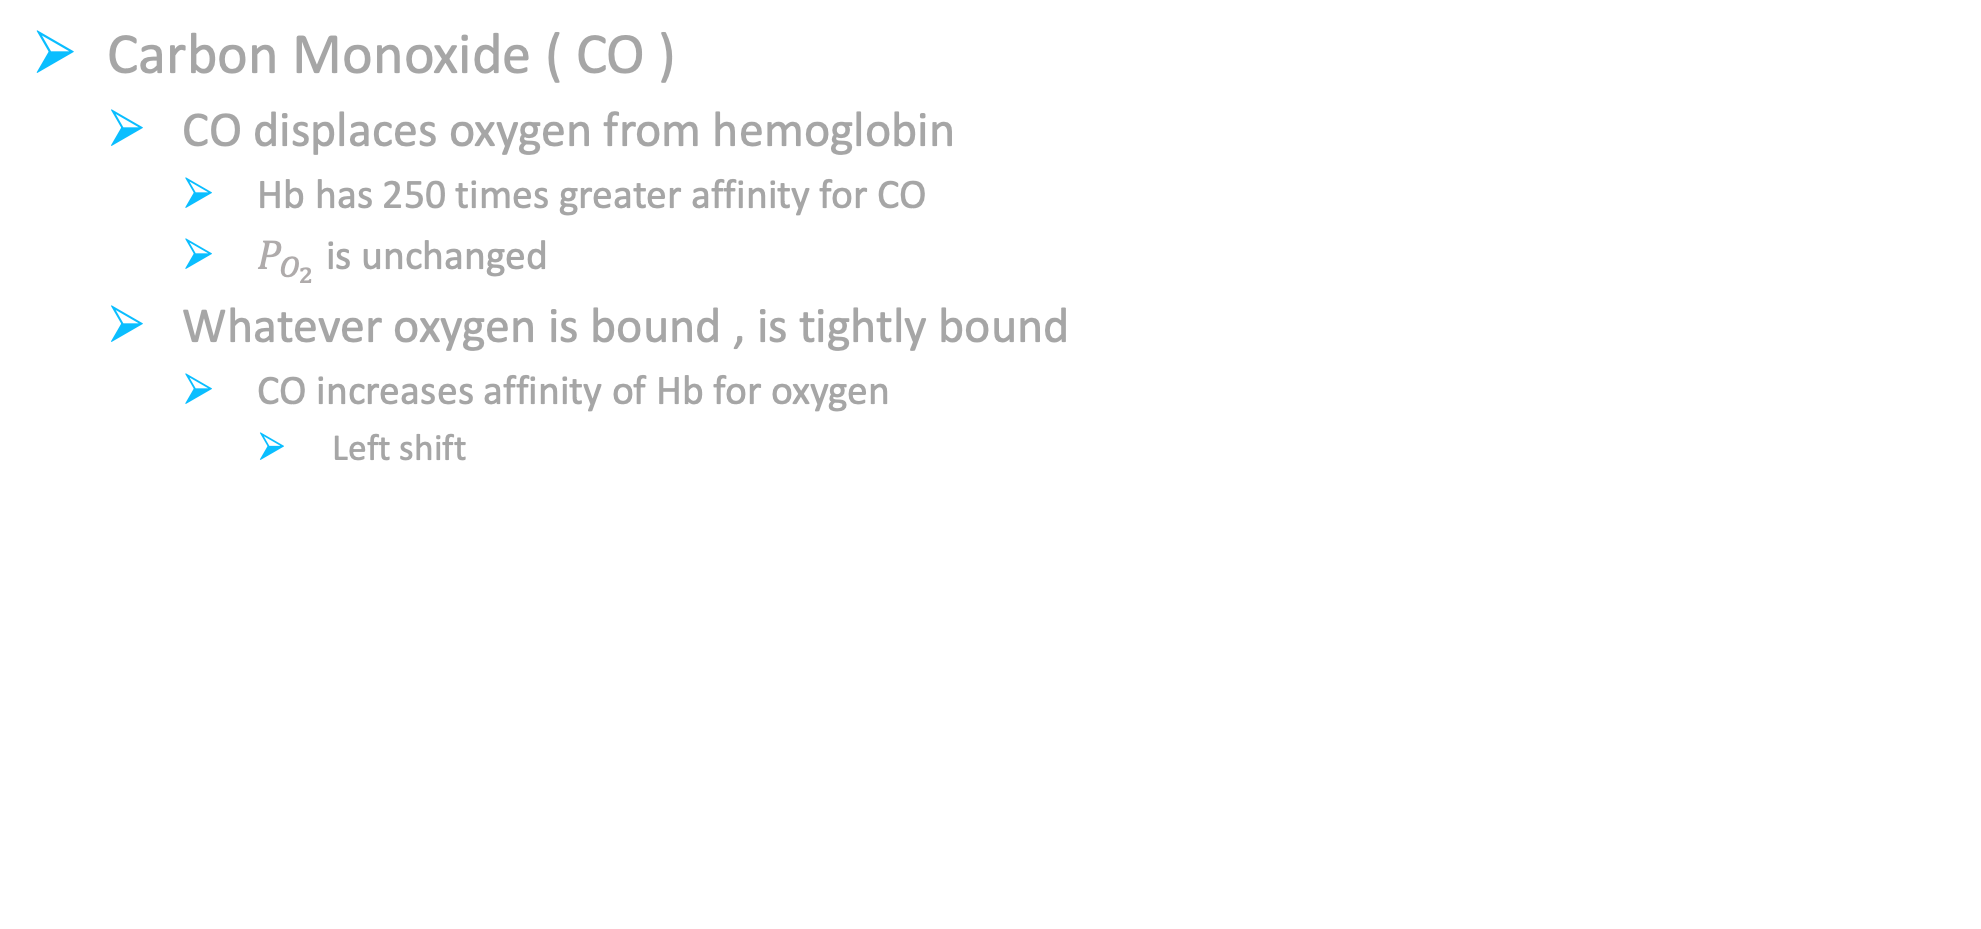 Carbon Monoxide ( CO )
CO displaces oxygen from hemoglobin
Hb has 250 times greater affinity for CO
P_{O_2} is unchanged
Whatever oxygen is bound , is tightly bound
CO increases affinity of Hb for oxygen
Left shift